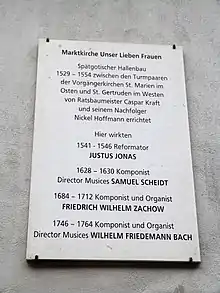 Marktkirche Unser Lieben Frauen
Spätgotischer Hallenbau
1529 – 1554 zwischen den Turmpaaren
der Vorgängerkirchen St. Marien im
Osten und St. Gertruden im Westen
von Ratsbaumeister Caspar Kraft
und seinem Nachfolger
Nickel Hoffmann errichtet
Hier wirkten
1541 - 1546 Reformator
JUSTUS JONAS
1628 – 1630 Komponist
Director Musices SAMUEL SCHEIDT
1684 – 1712 Komponist und Organist
FRIEDRICH WILHELM ZACHOW
1746 – 1764 Komponist und Organist
Director Musices WILHELM FRIEDEMANN BACH